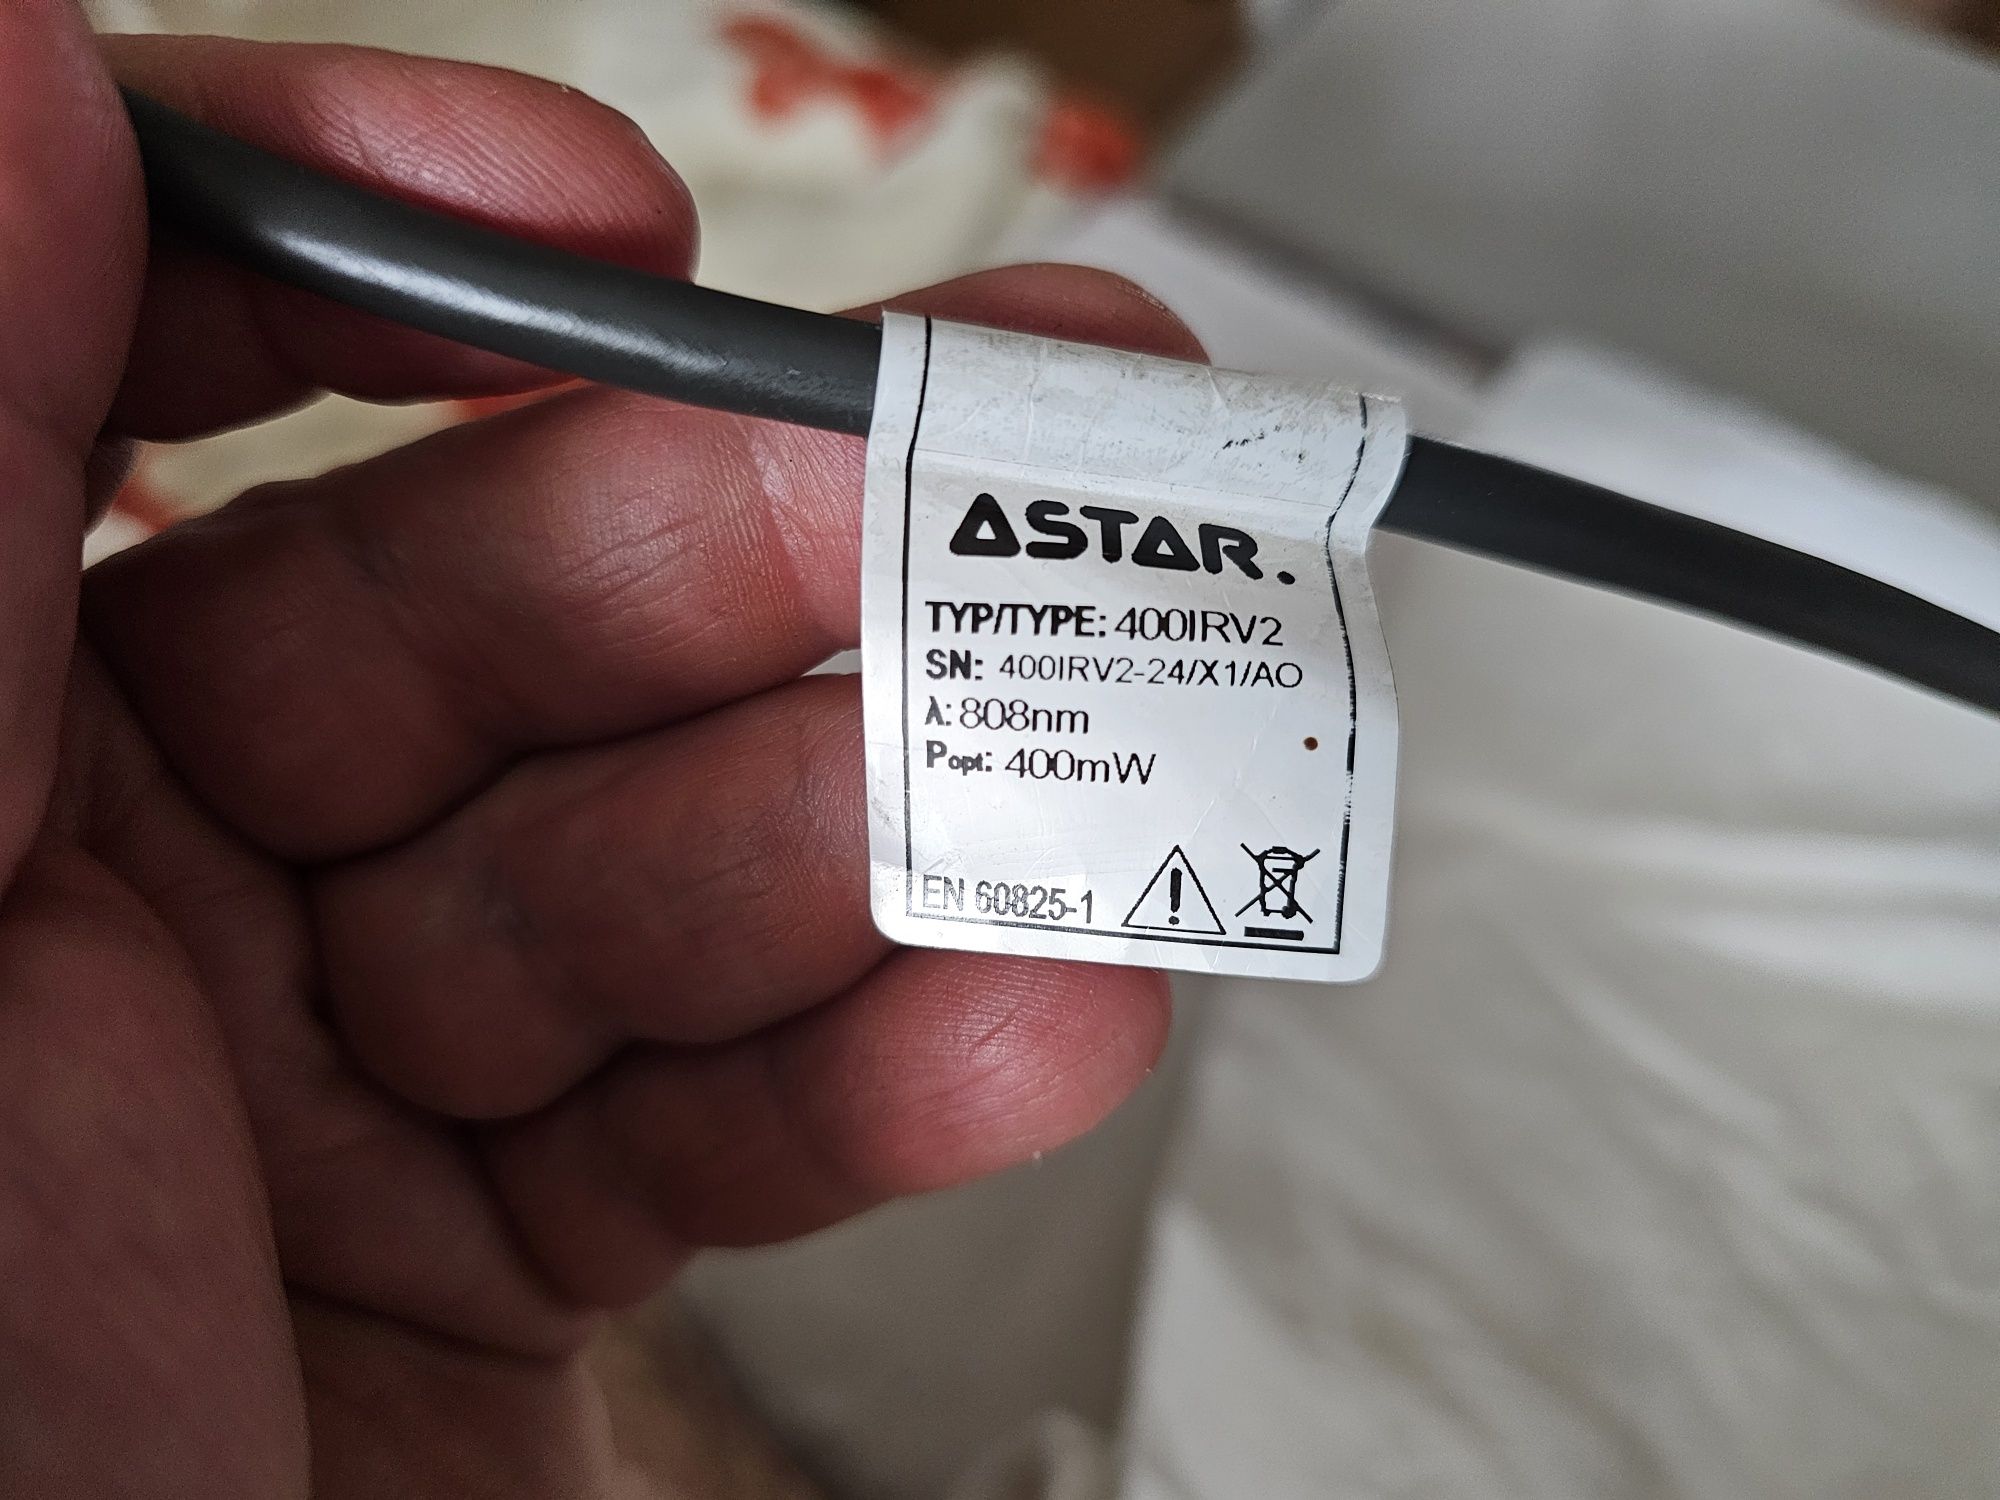 ASTAR.
TYP/TYPE: 400IRV2
SN: 400IRV2-24/X1/AO
λ: 808nm
Popt: 400mW
EN 60825-1